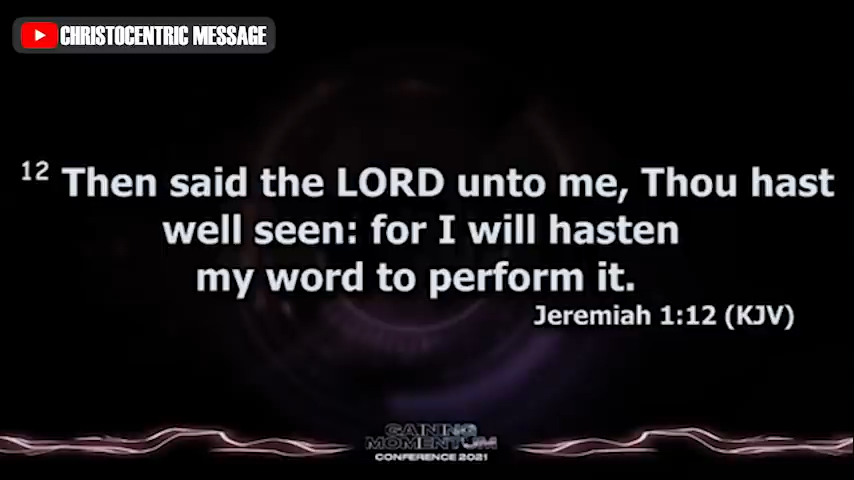 CHRISTOCENTRIC MESSAGE
12 Then said the LORD unto me, Thou hast
well seen: for I will hasten
my word to perform it.
Jeremiah 1:12 (KJV)
GAINING
MOMENTUM
CONFERENCE 2021